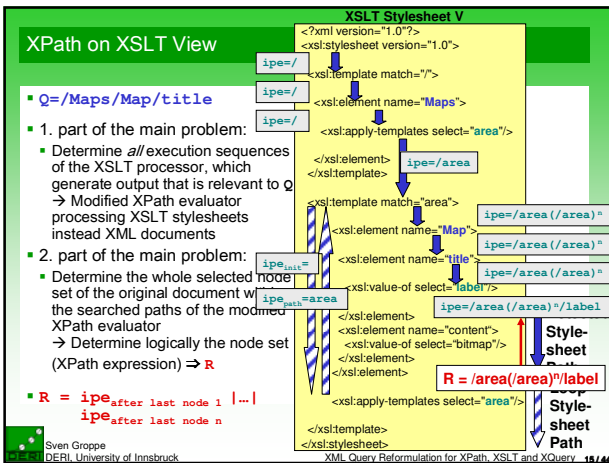 XSLT Stylesheet V
XPath on XSLT View
<?xml version="1.0"?>
<xsl:stylesheet version="1.0">
ipe=/
<xsl:template match="/">
ipe=/
<xsl:element name="Maps">
ipe=/
<xsl:apply-templates select="area"/>
</xsl:element>
ipe=/area
</xsl:template>
<xsl:template match="area">
ipe=/area(/area)ⁿ
<xsl:element name="Map">
ipe=/area(/area)ⁿ
<xsl:element name="title">
ipe=/area(/area)ⁿ
<xsl:value-of select="label"/>
ipe=/area(/area)ⁿ/label
</xsl:element>
<xsl:element name="content">
<xsl:value-of select="bitmap"/>
</xsl:element>
</xsl:element>
<xsl:apply-templates select="area"/>
</xsl:template>
</xsl:stylesheet>
ipe_init=
ipe_path=area
Style-
sheet
R = /area(/area)ⁿ/label
Style-
sheet
Path
▪ Q=/Maps/Map/title
▪ 1. part of the main problem:
▪ Determine all execution sequences
of the XSLT processor, which
generate output that is relevant to Q
→ Modified XPath evaluator
processing XSLT stylesheets
instead XML documents
▪ 2. part of the main problem:
▪ Determine the whole selected node
set of the original document
the searched paths of the modified
XPath evaluator
→ Determine logically the node set
(XPath expression) ⇒ R
▪ R = ipe_after last node 1 |…|
ipe_after last node n
DERI
Sven Groppe
DERI, University of Innsbruck
XML Query Reformulation for XPath, XSLT and XQuery